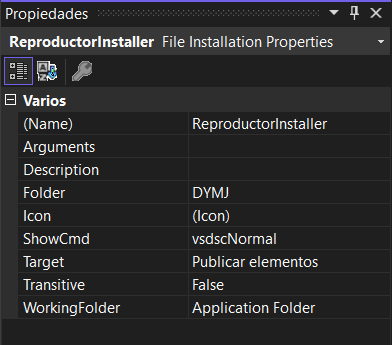 Propiedades
ReproductorInstaller File Installation Properties
Varios
(Name) ReproductorInstaller
Arguments
Description
Folder DYMJ
Icon (Icon)
ShowCmd vsdscNormal
Target Publicar elementos
Transitive False
WorkingFolder Application Folder